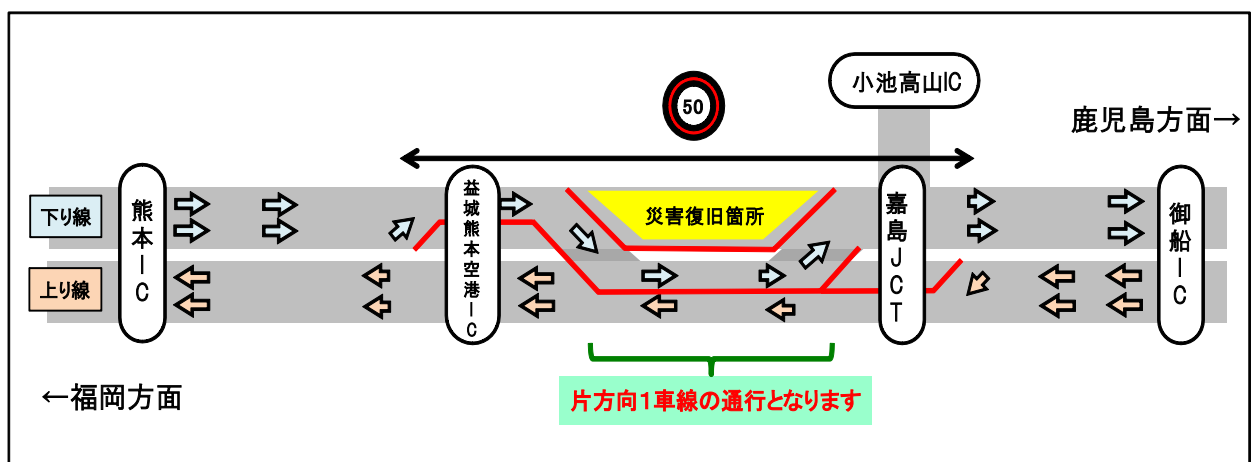 小池高山IC
50
鹿児島方面→
下り線
上り線
熊本IC
益城熊本空港IC
災害復旧箇所
嘉島JCT
御船IC
←福岡方面
片方向1車線の通行となります